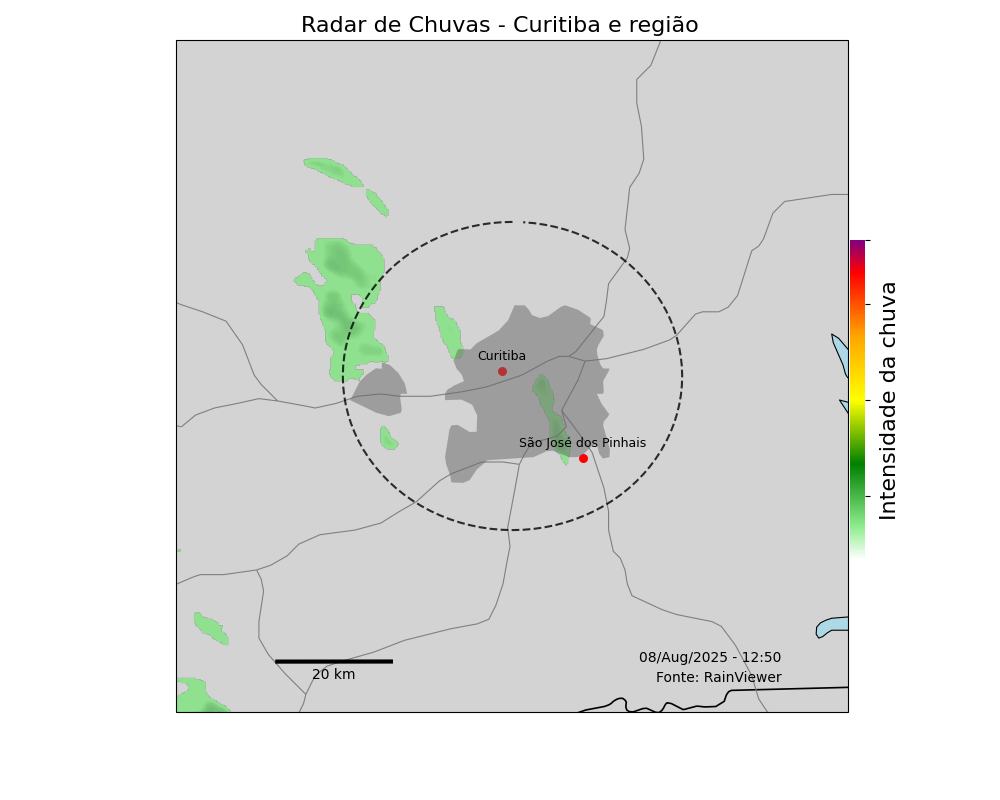 Radar de Chuvas - Curitiba e região
Curitiba
São José dos Pinhais
Intensidade da chuva
20 km
08/Aug/2025 - 12:50
Fonte: RainViewer